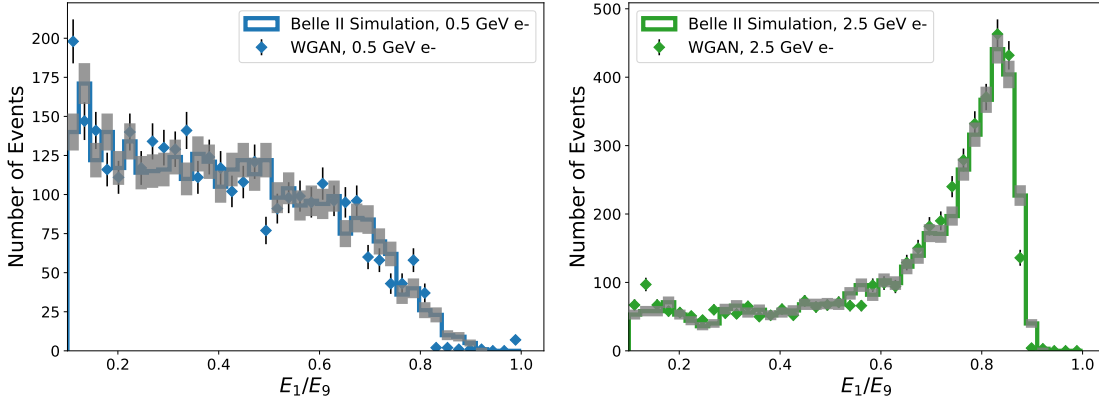 Belle II Simulation, 0.5 GeV e-
WGAN, 0.5 GeV e-
Number of Events
200
175
150
125
100
75
50
25
0
0.2 0.4 0.6 0.8 1.0
E1/E9
Belle II Simulation, 2.5 GeV e-
WGAN, 2.5 GeV e-
Number of Events
500
400
300
200
100
0
0.2 0.4 0.6 0.8 1.0
E1/E9